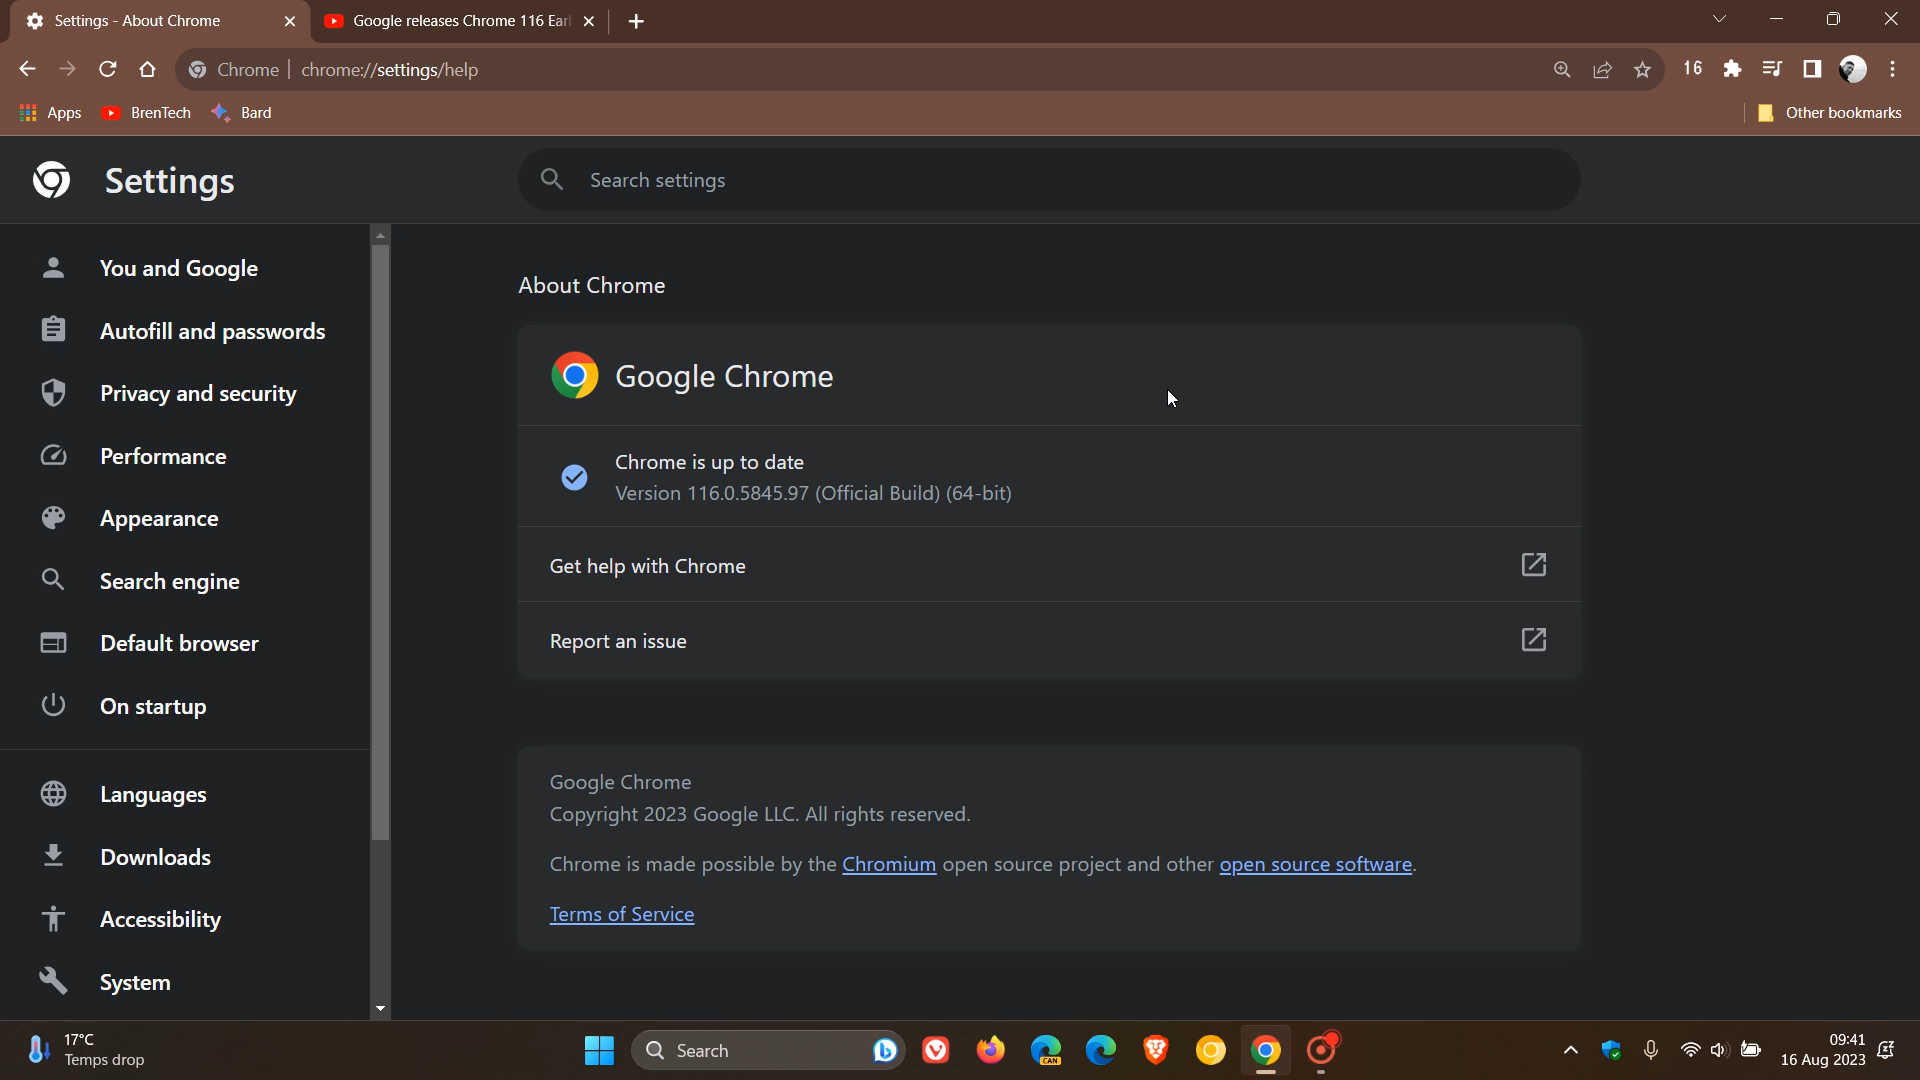 Settings - About Chrome
Google releases Chrome 116 Earl
Chrome
chrome://settings/help
16
Apps
BrenTech
Bard
Other bookmarks
Settings
Search settings
You and Google
Autofill and passwords
Privacy and security
Performance
Appearance
Search engine
Default browser
On startup
Languages
Downloads
Accessibility
System
About Chrome
Google Chrome
Chrome is up to date
Version 116.0.5845.97 (Official Build) (64-bit)
Get help with Chrome
Report an issue
Google Chrome
Copyright 2023 Google LLC. All rights reserved.
Chrome is made possible by the Chromium open source project and other open source software.
Terms of Service
17°C
Temps drop
Search
CAN
09:41
16 Aug 2023